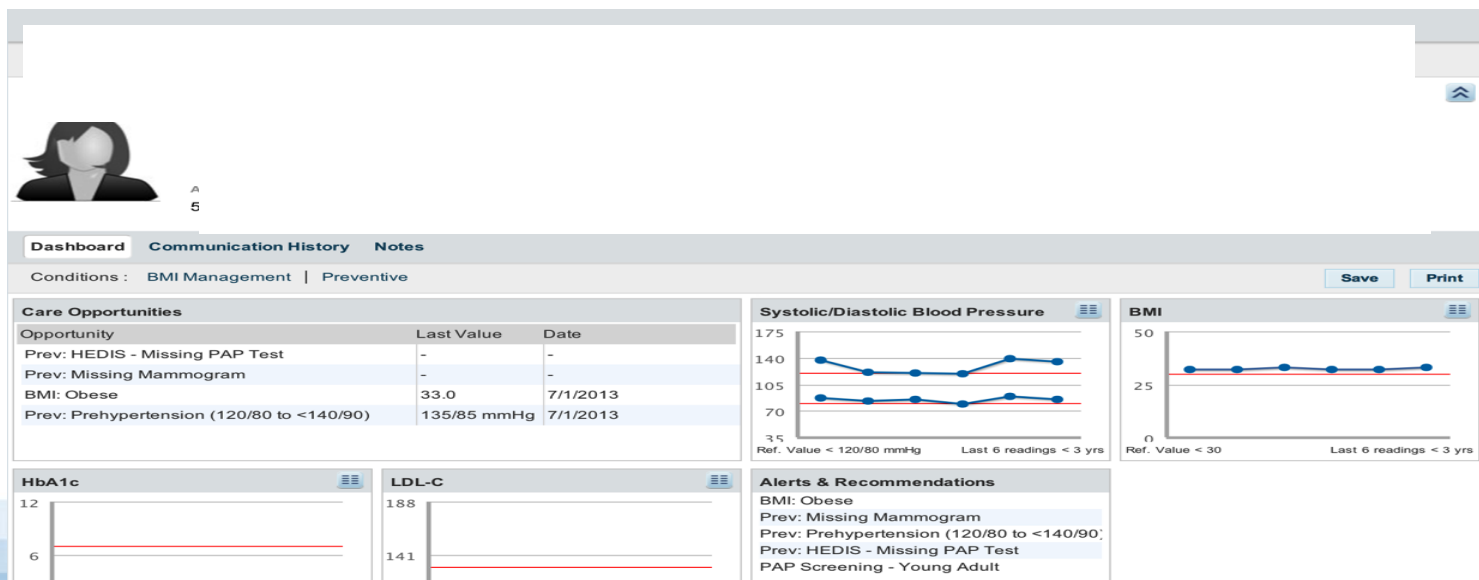 A
5
Dashboard Communication History Notes
Conditions : BMI Management | Preventive Save Print
Care Opportunities
Opportunity Last Value Date
Prev: HEDIS - Missing PAP Test - -
Prev: Missing Mammogram - -
BMI: Obese 33.0 7/1/2013
Prev: Prehypertension (120/80 to <140/90) 135/85 mmHg 7/1/2013
Systolic/Diastolic Blood Pressure
175
140
105
70
35
Ref. Value < 120/80 mmHg Last 6 readings < 3 yrs
BMI
50
25
0
Ref. Value < 30 Last 6 readings < 3 yrs
HbA1c
12
6
LDL-C
188
141
Alerts & Recommendations
BMI: Obese
Prev: Missing Mammogram
Prev: Prehypertension (120/80 to <140/90)
Prev: HEDIS - Missing PAP Test
PAP Screening - Young Adult